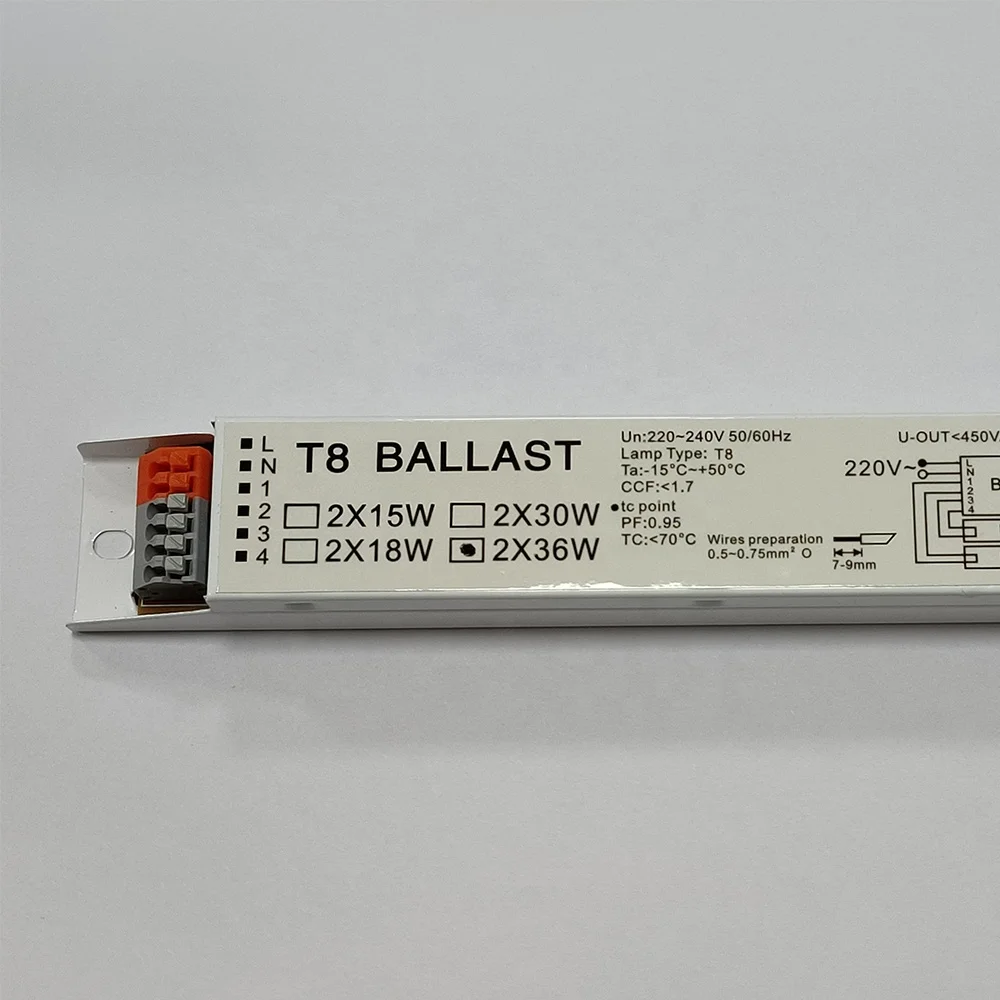 L
N
1
2
3
4
T8 BALLAST
2X15W 2X30W
2X18W 2X36W
Un:220~240V 50/60Hz
Lamp Type: T8
Ta:-15°C~+50°C
CCF:<1.7
tc point
PF:0.95
TC:<70°C
Wires preparation
0.5~0.75mm² O
7-9mm
U-OUT<450V
220V~
L
N
1
2
3
4
B